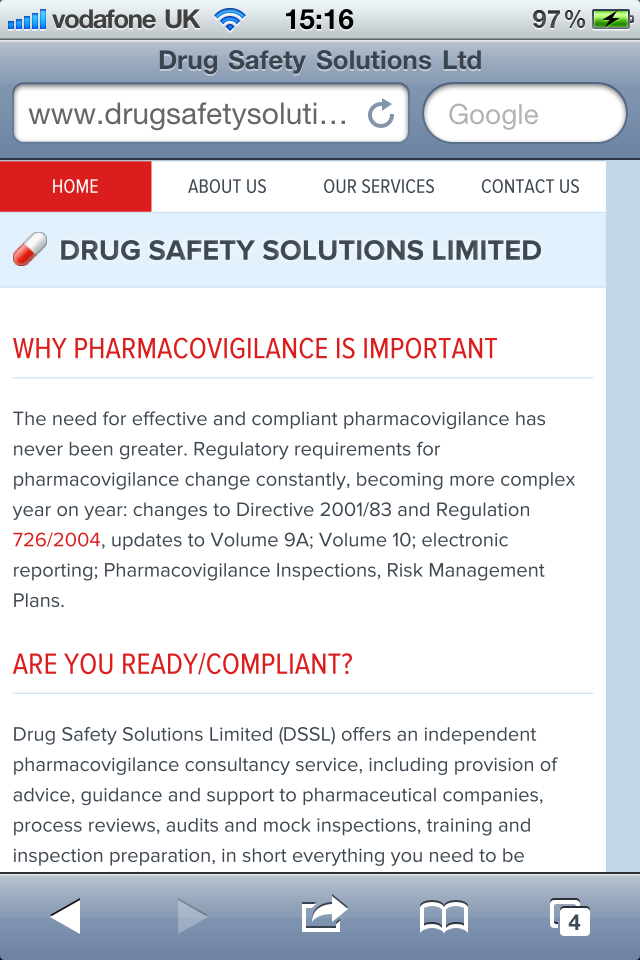 vodafone UK 15:16 97%
Drug Safety Solutions Ltd
www.drugsafetysoluti... Google
HOME ABOUT US OUR SERVICES CONTACT US
DRUG SAFETY SOLUTIONS LIMITED
WHY PHARMACOVIGILANCE IS IMPORTANT
The need for effective and compliant pharmacovigilance has
never been greater. Regulatory requirements for
pharmacovigilance change constantly, becoming more complex
year on year: changes to Directive 2001/83 and Regulation
726/2004, updates to Volume 9A; Volume 10; electronic
reporting; Pharmacovigilance Inspections, Risk Management
Plans.
ARE YOU READY/COMPLIANT?
Drug Safety Solutions Limited (DSSL) offers an independent
pharmacovigilance consultancy service, including provision of
advice, guidance and support to pharmaceutical companies,
process reviews, audits and mock inspections, training and
inspection preparation, in short everything you need to be
4